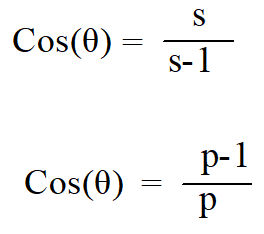 Cos(θ) = s / s-1
Cos(θ) = p-1 / p